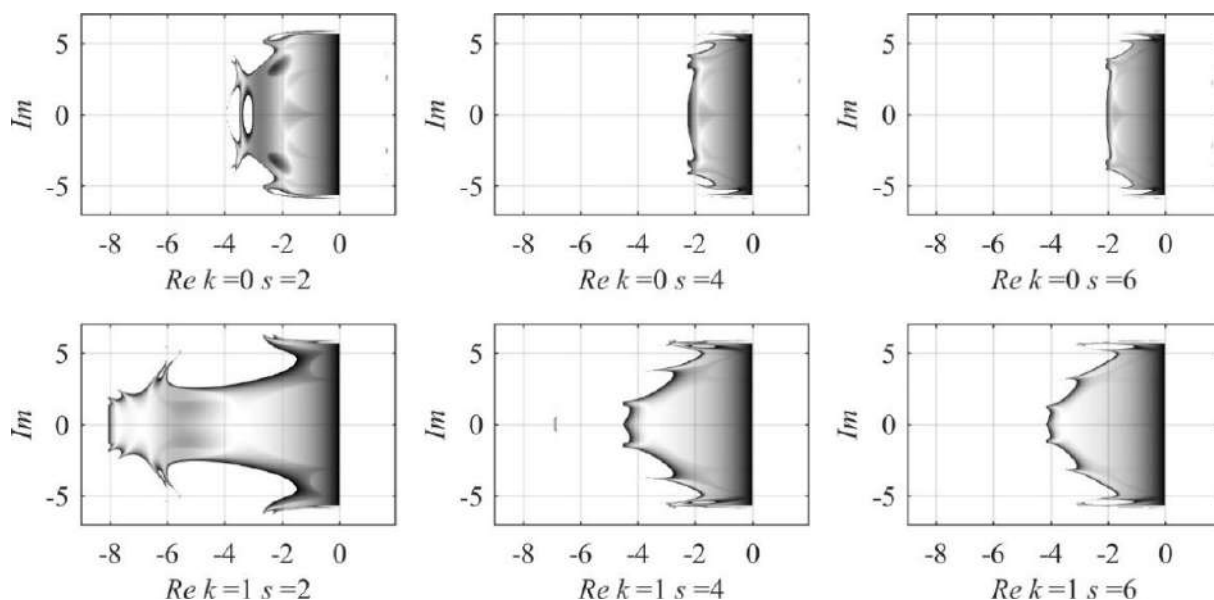 5
Im 0
-5
-8 -6 -4 -2 0
Re k=0 s=2
5
Im 0
-5
-8 -6 -4 -2 0
Re k=0 s=4
5
Im 0
-5
-8 -6 -4 -2 0
Re k=0 s=6
5
Im 0
-5
-8 -6 -4 -2 0
Re k=1 s=2
5
Im 0
-5
-8 -6 -4 -2 0
Re k=1 s=4
5
Im 0
-5
-8 -6 -4 -2 0
Re k=1 s=6